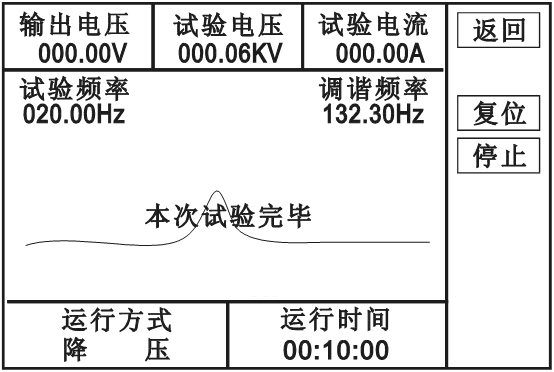 输出电压
000.00V
试验电压
000.06KV
试验电流
000.00A
返回
试验频率
020.00Hz
调谐频率
132.30Hz
复位
停止
本次试验完毕
运行方式
降 压
运行时间
00:10:00